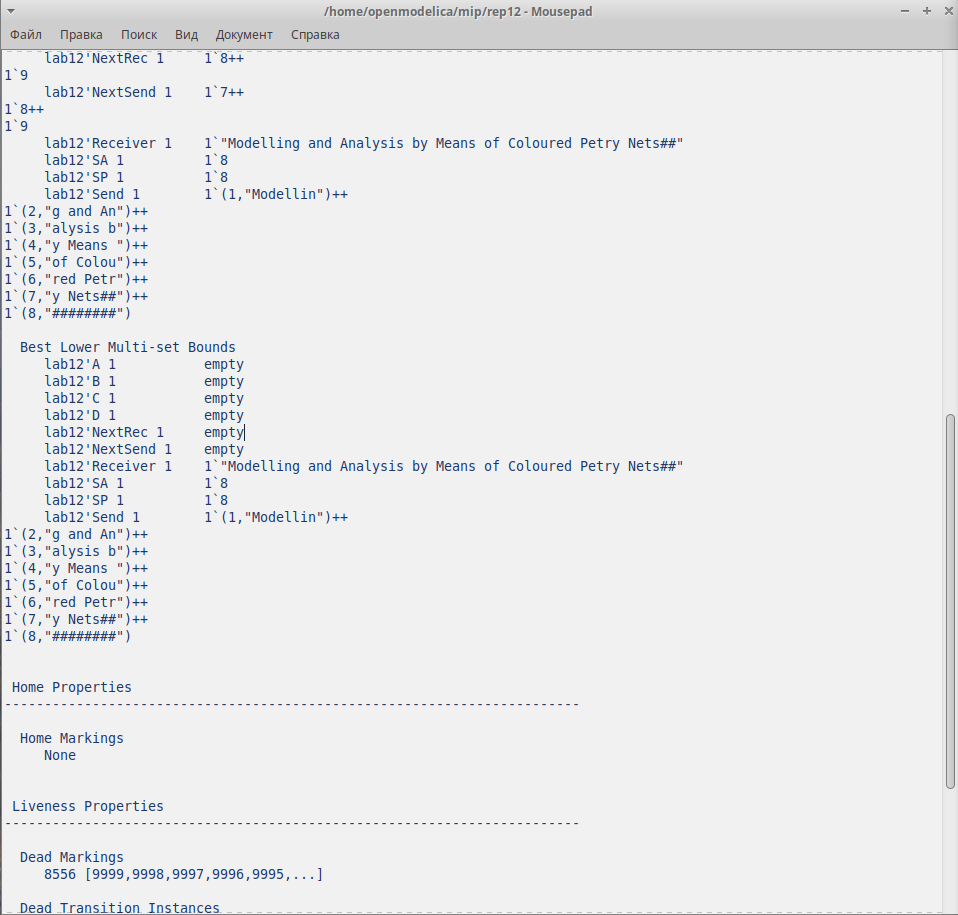 /home/openmodelica/mip/rep12 - Mousepad
Файл Правка Поиск Вид Документ Справка
lab12'NextRec 1 1`8++
1`9
lab12'NextSend 1 1`7++
1`8++
1`9
lab12'Receiver 1 1`"Modelling and Analysis by Means of Coloured Petry Nets##"
lab12'SA 1 1`8
lab12'SP 1 1`8
lab12'Send 1 1`(1,"Modellin")++
1`(2,"g and An")++
1`(3,"alysis b")++
1`(4,"y Means ")++
1`(5,"of Colou")++
1`(6,"red Petr")++
1`(7,"y Nets##")++
1`(8,"########")
Best Lower Multi-set Bounds
lab12'A 1 empty
lab12'B 1 empty
lab12'C 1 empty
lab12'D 1 empty
lab12'NextRec 1 empty
lab12'NextSend 1 empty
lab12'Receiver 1 1`"Modelling and Analysis by Means of Coloured Petry Nets##"
lab12'SA 1 1`8
lab12'SP 1 1`8
lab12'Send 1 1`(1,"Modellin")++
1`(2,"g and An")++
1`(3,"alysis b")++
1`(4,"y Means ")++
1`(5,"of Colou")++
1`(6,"red Petr")++
1`(7,"y Nets##")++
1`(8,"########")
Home Properties
------------------------------------------------------------------------
Home Markings
None
Liveness Properties
------------------------------------------------------------------------
Dead Markings
8556 [9999,9998,9997,9996,9995,...]
Dead Transition Instances